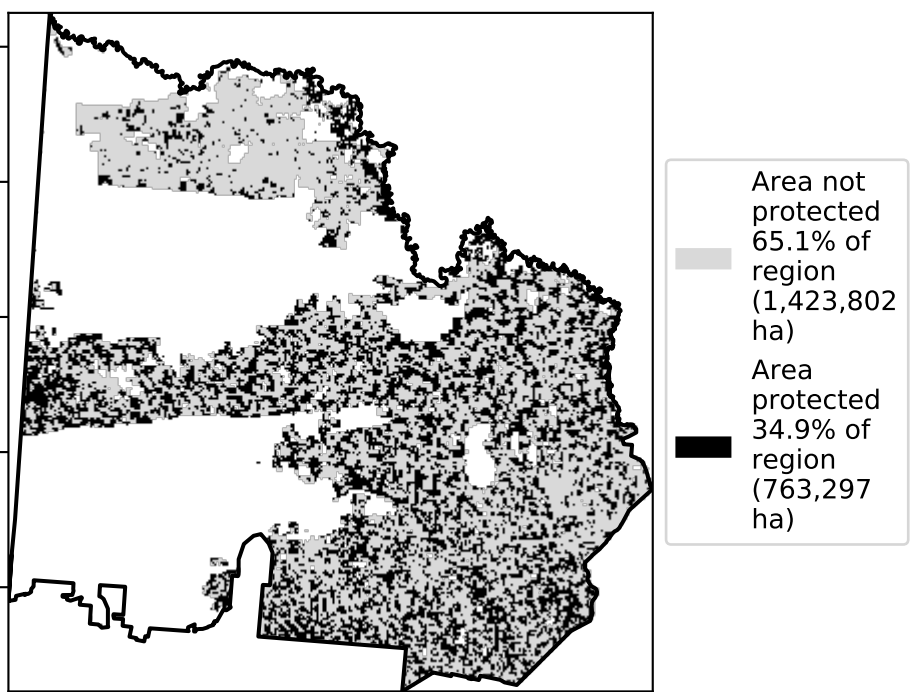 Area not
protected
65.1% of
region
(1,423,802
ha)
Area
protected
34.9% of
region
(763,297
ha)